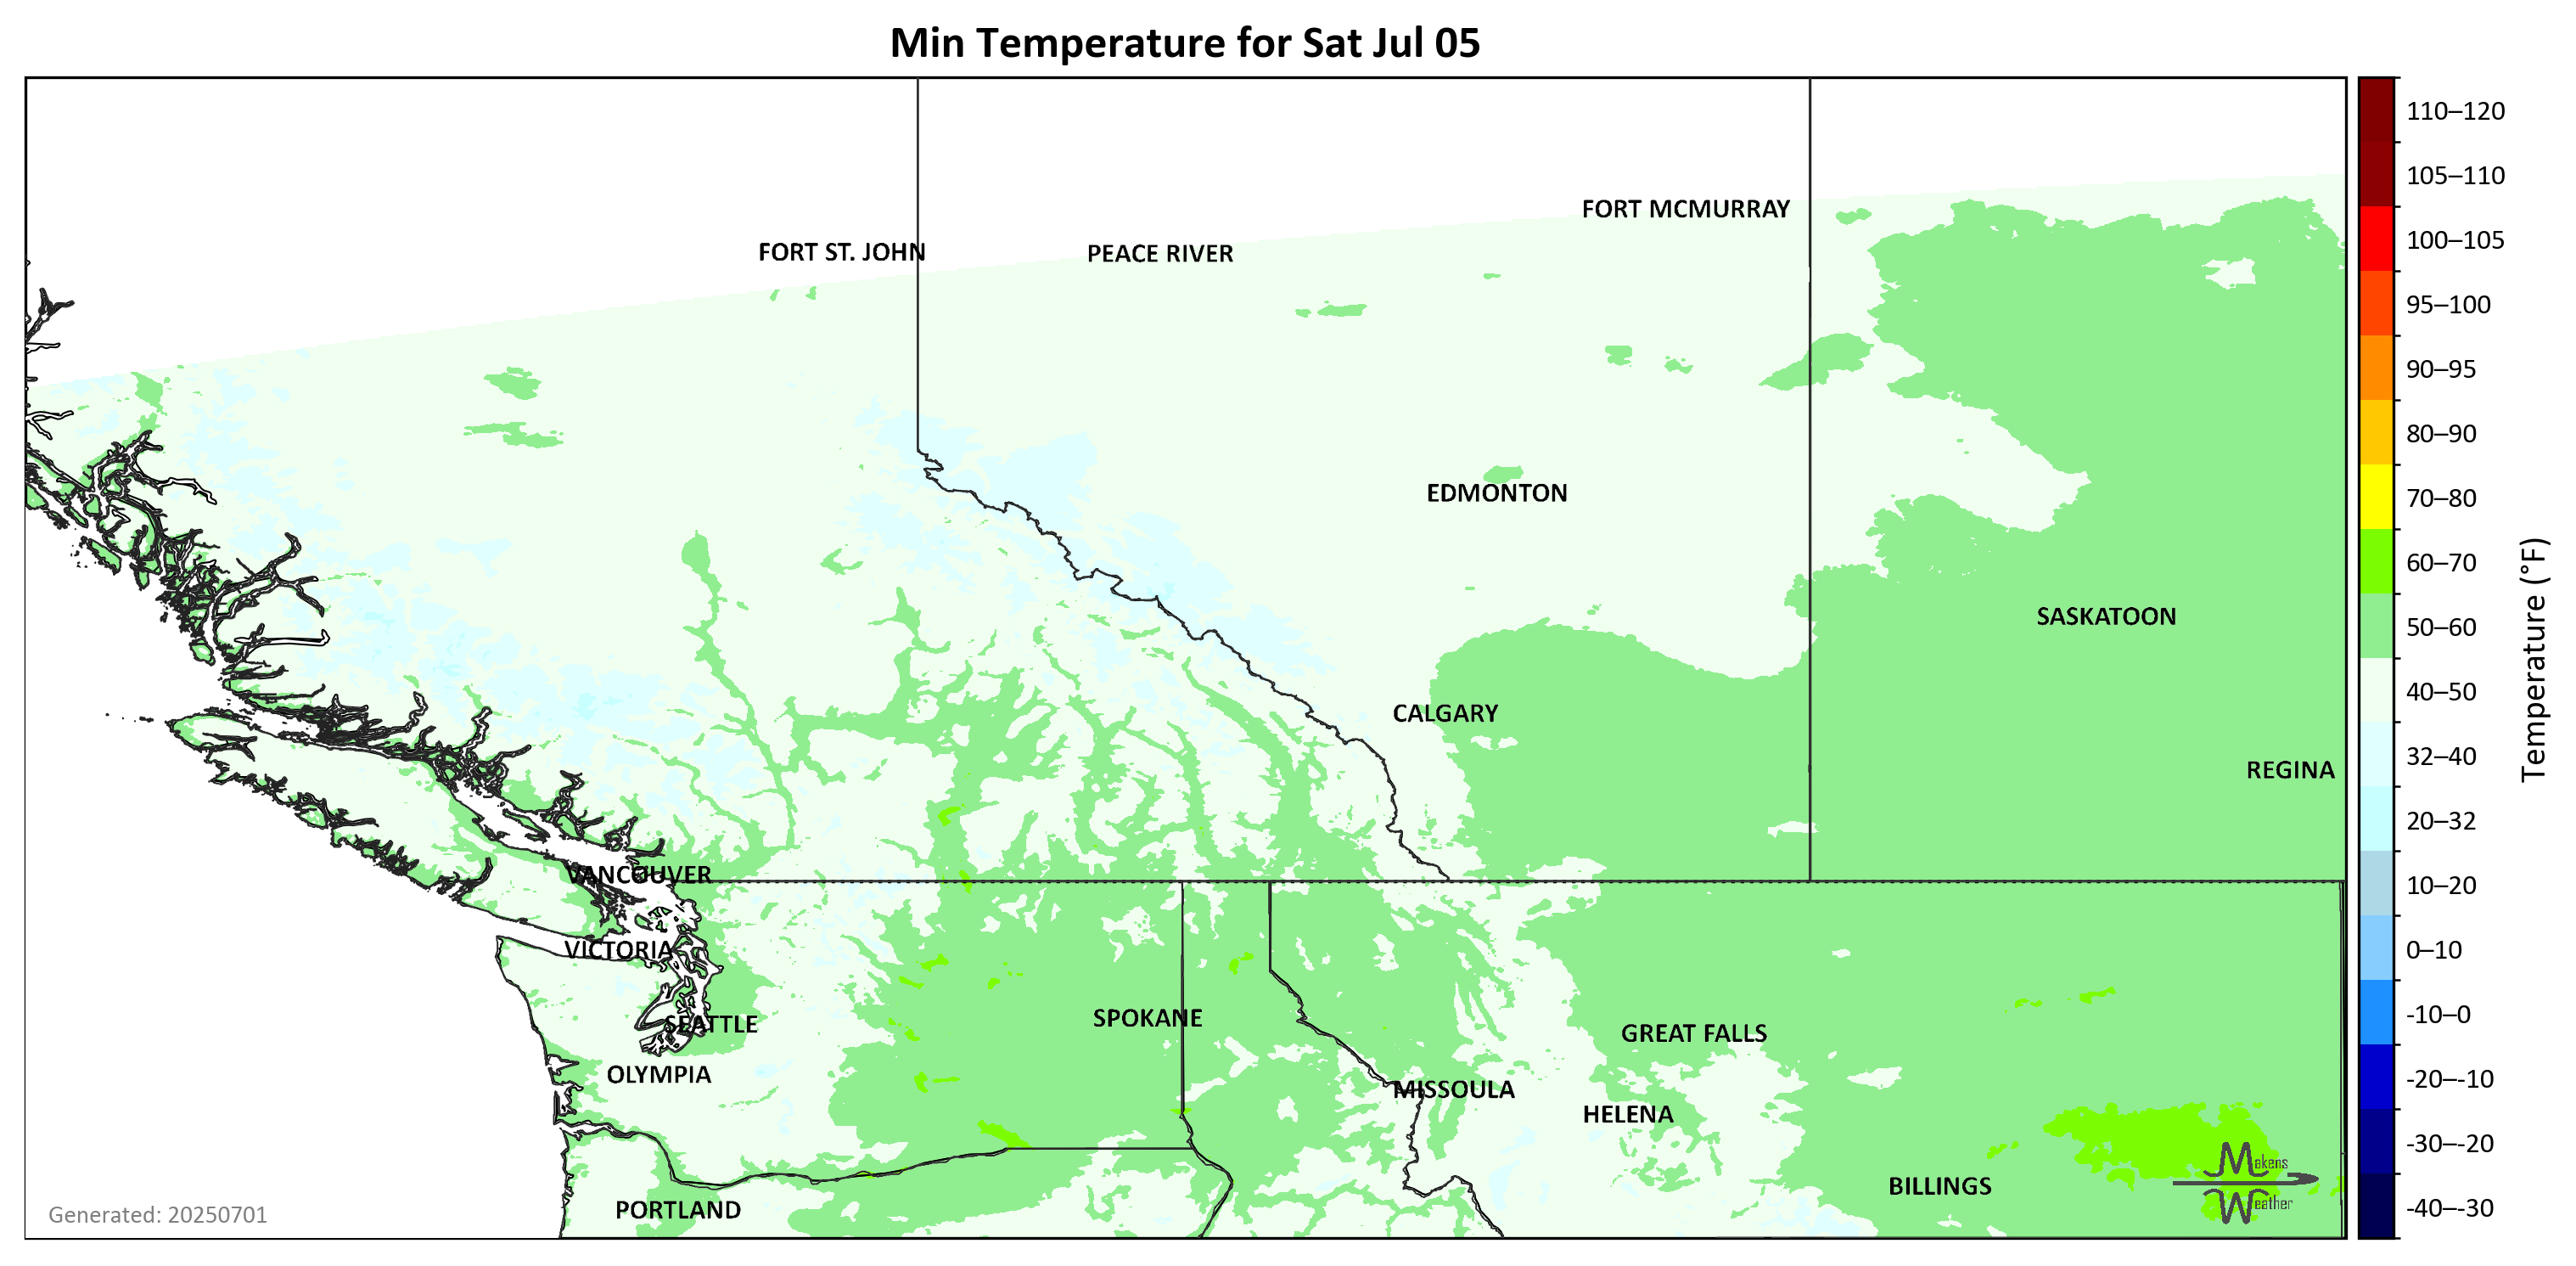 Min Temperature for Sat Jul 05
110–120
105–110
FORT MCMURRAY
100–105
FORT ST. JOHN
PEACE RIVER
95–100
90–95
80–90
EDMONTON
70–80
60–70
SASKATOON
50–60
40–50
CALGARY
Temperature (°F)
REGINA
32–40
20–32
VANCOUVER
10–20
VICTORIA
0–10
SPOKANE
-10–0
SEATTLE
GREAT FALLS
OLYMPIA
-20–-10
MISSOULA
HELENA
-30–-20
Makens
BILLINGS
Weather
PORTLAND
-40–-30
Generated: 20250701